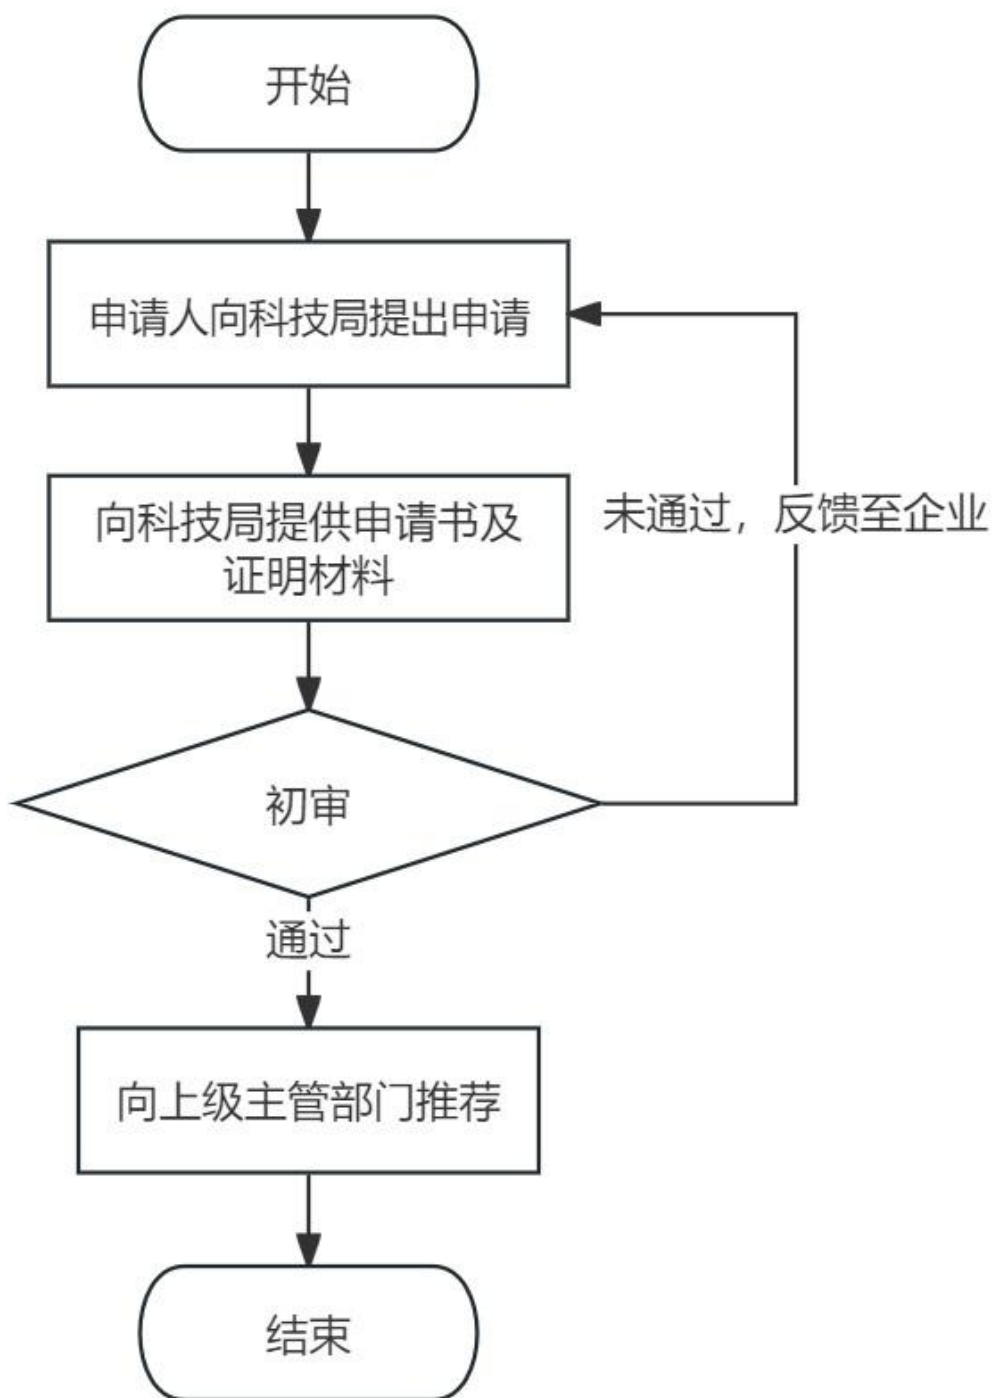 开始
申请人向科技局提出申请
向科技局提供申请书及
证明材料
未通过，反馈至企业
初审
通过
向上级主管部门推荐
结束